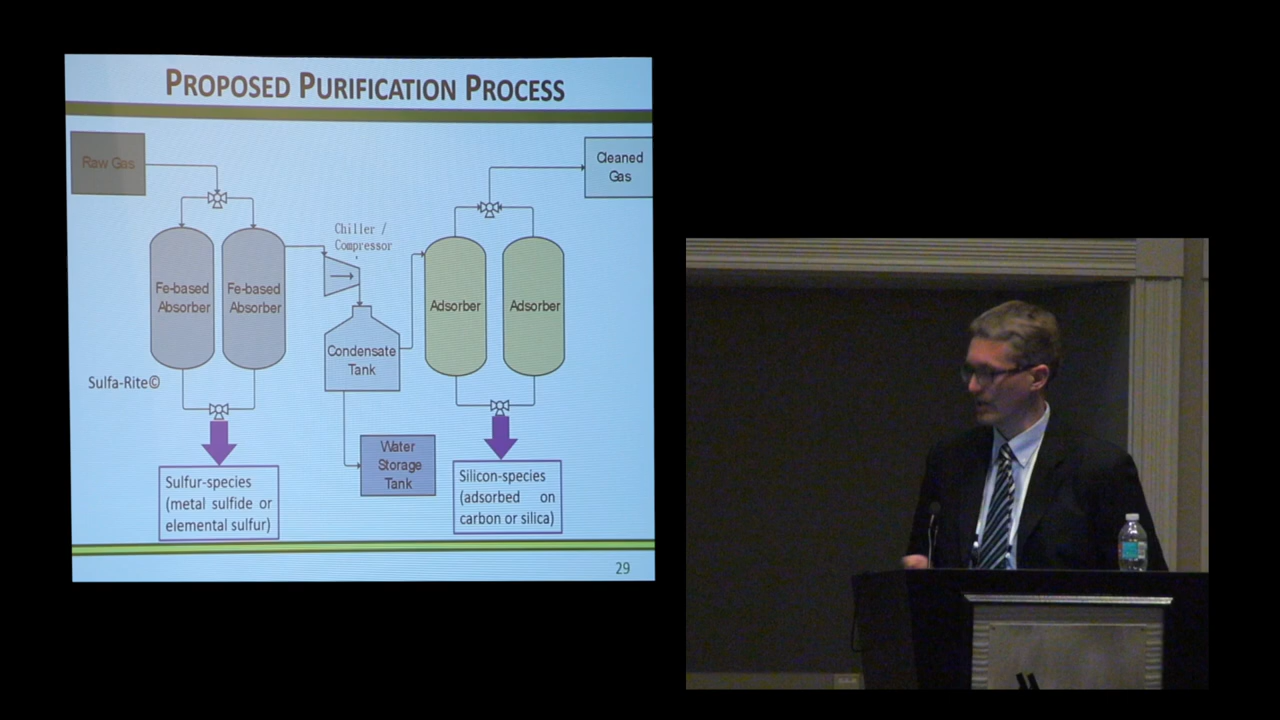 PROPOSED PURIFICATION PROCESS
Raw Gas
Cleaned
Gas
Chiller /
Compressor
Fe-based
Absorber
Fe-based
Absorber
Adsorber
Adsorber
Condensate
Tank
Sulfa-Rite©
Water
Storage
Tank
Sulfur-species
(metal sulfide or
elemental sulfur)
Silicon-species
(adsorbed on
carbon or silica)
29